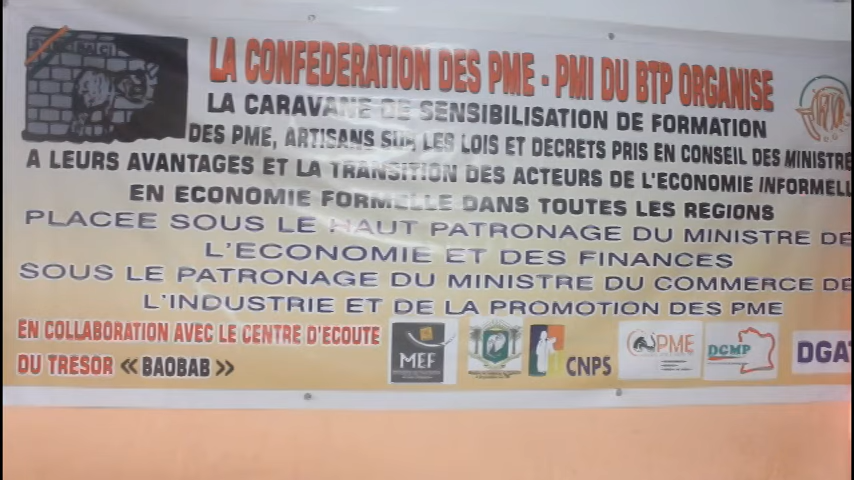 LA CONFEDERATION DES PME - PMI DU BTP ORGANISE
LA CARAVANE DE SENSIBILISATION DE FORMATION
DES PME, ARTISANS SUR LES LOIS ET DECRETS PRIS EN CONSEIL DES MINISTRE
A LEURS AVANTAGES ET LA TRANSITION DES ACTEURS DE L'ECONOMIE INFORMELL
EN ECONOMIE FORMELLE DANS TOUTES LES REGIONS
PLACEE SOUS LE HAUT PATRONAGE DU MINISTRE DE
L'ECONOMIE ET DES FINANCES
SOUS LE PATRONAGE DU MINISTRE DU COMMERCE DE
L'INDUSTRIE ET DE LA PROMOTION DES PME
EN COLLABORATION AVEC LE CENTRE D'ECOUTE
DU TRESOR << BAOBAB >>
MEF
CNPS
PME
DGMP
DGA